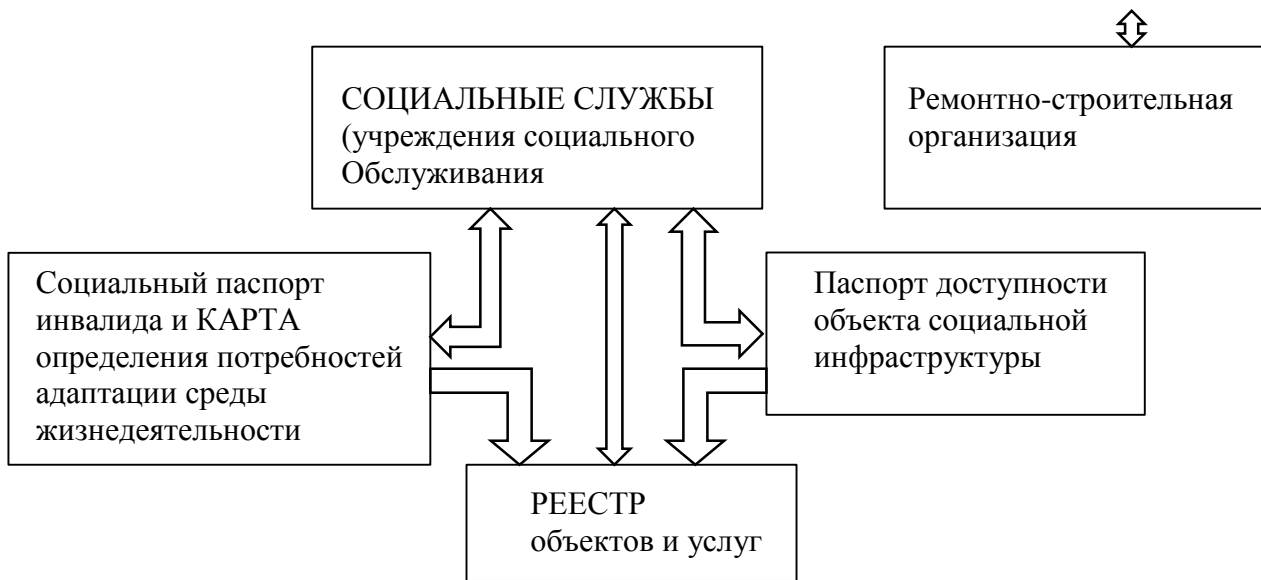 СОЦИАЛЬНЫЕ СЛУЖБЫ
(учреждения социального
Обслуживания
Ремонтно-строительная
организация
Социальный паспорт
инвалида и КАРТА
определения потребностей
адаптации среды
жизнедеятельности
Паспорт доступности
объекта социальной
инфраструктуры
РЕЕСТР
объектов и услуг